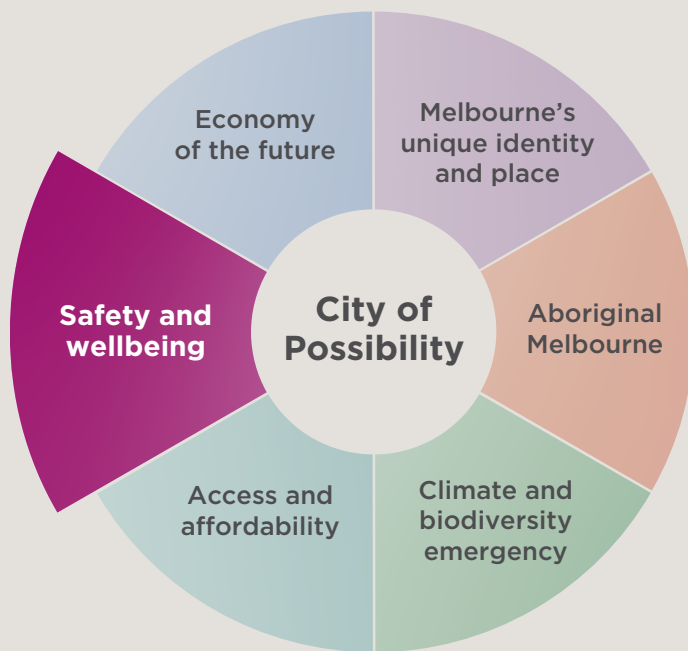 Economy
of the future
Melbourne’s
unique identity
and place
Safety and
wellbeing
City of
Possibility
Aboriginal
Melbourne
Access and
affordability
Climate and
biodiversity
emergency